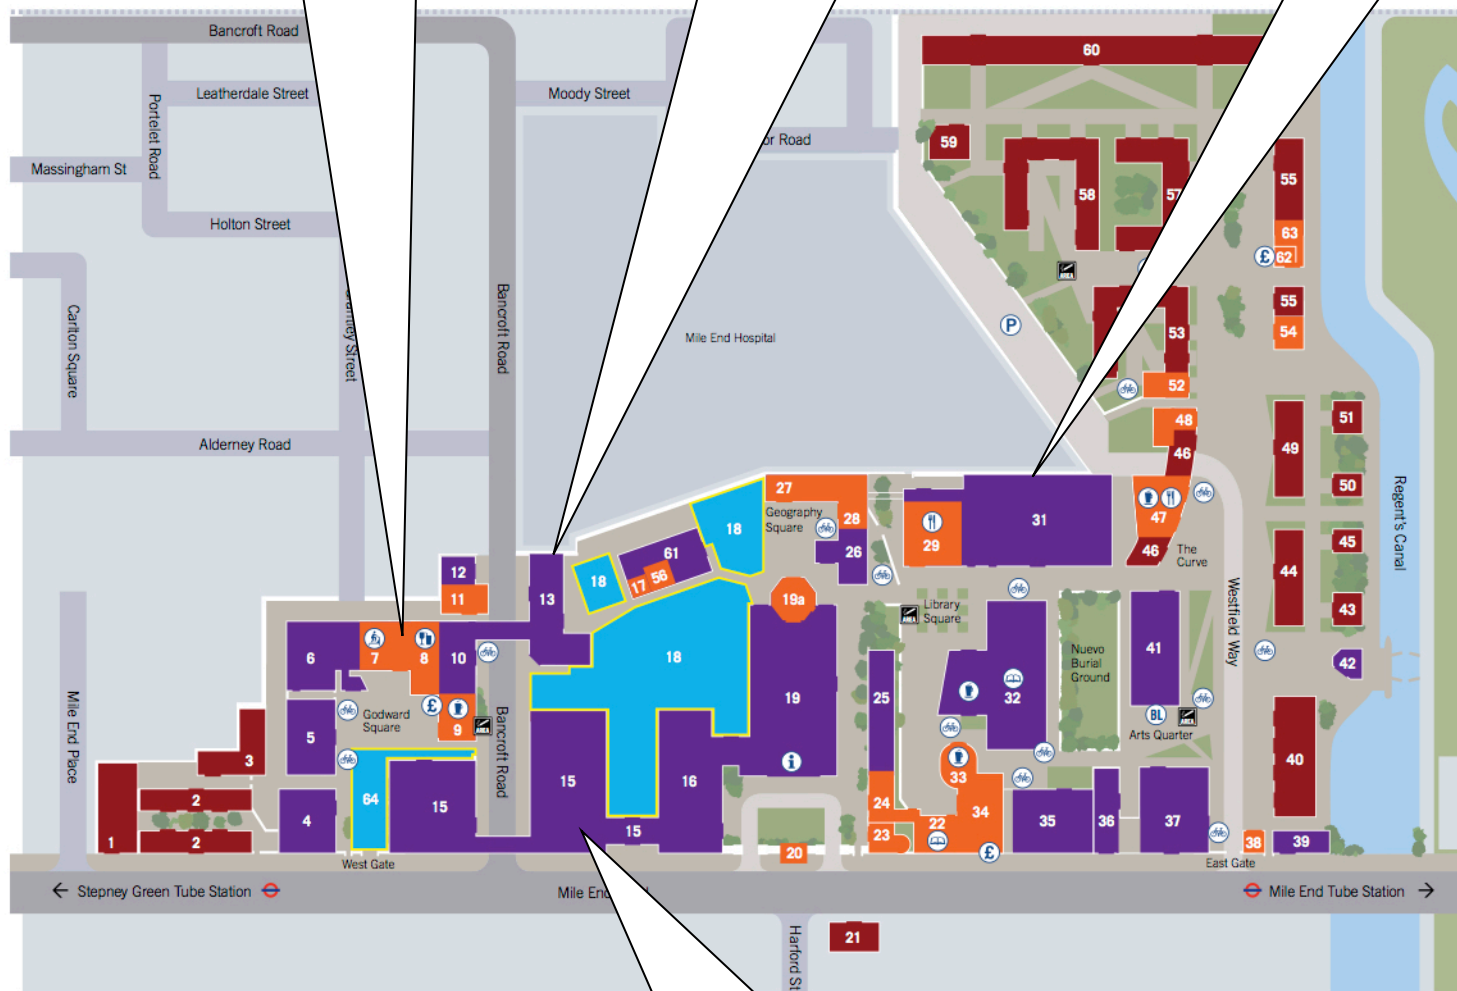 Bancroft Road
60
Leatherdale Street
Moody Street
Portelet Road
or Road
59
Massingham St
58
57
55
Holton Street
63
£
62
Carlton Square
Bancroft Road
P
Mile End Hospital
55
53
54
52
51
48
Alderney Road
49
46
50
Regent's Canal
27
Geography
Square
28
18
31
47
29
45
61
26
46
The
Curve
12
56
18
17
44
11
13
19a
43
Library
Square
Westfield Way
6
7
8
10
18
Nuevo
Burial
Ground
41
42
19
25
32
Mile End Place
£
Godward
Square
9
BL
Arts Quarter
5
Bancroft Road
3
i
40
33
15
16
64
15
2
24
34
4
22
35
36
37
1
2
15
23
38
39
20
£
West Gate
East Gate
← Stepney Green Tube Station
Mile En
Mile End Tube Station →
21
Harford St